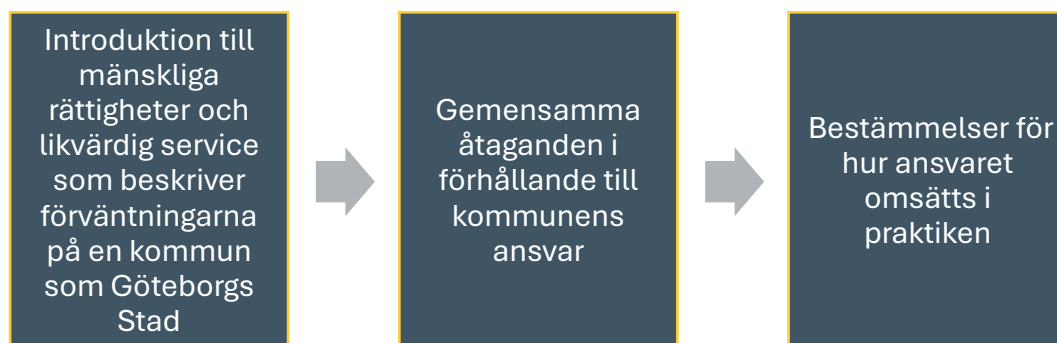 Introduktion till
mänskliga
rättigheter och
likvärdig service
som beskriver
förväntningarna
på en kommun
som Göteborgs
Stad
Gemensamma
åtaganden i
förhållande till
kommunens
ansvar
Bestämmelser för
hur ansvaret
omsätts i
praktiken